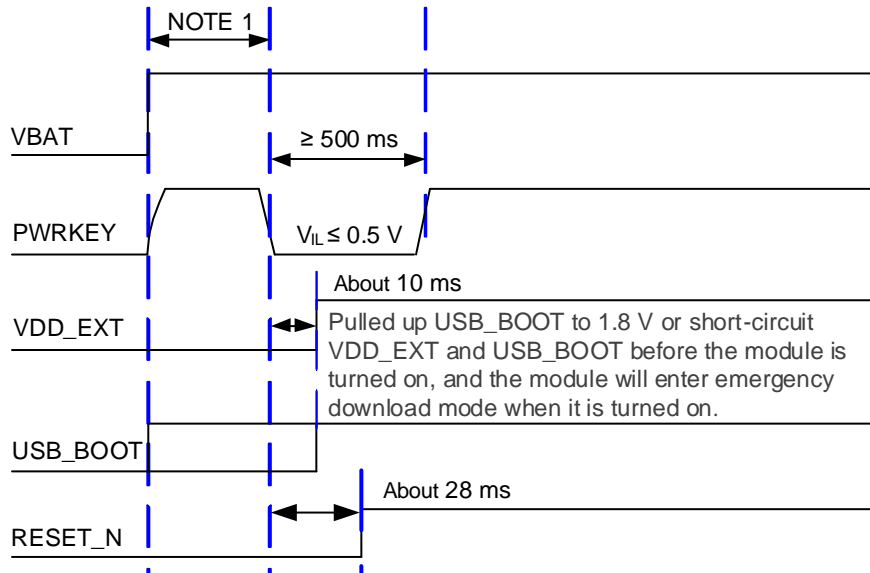 NOTE 1
VBAT
≥ 500 ms
PWRKEY
VIL ≤ 0.5 V
About 10 ms
VDD_EXT
Pulled up USB_BOOT to 1.8 V or short-circuit
VDD_EXT and USB_BOOT before the module is
turned on, and the module will enter emergency
download mode when it is turned on.
USB_BOOT
About 28 ms
RESET_N